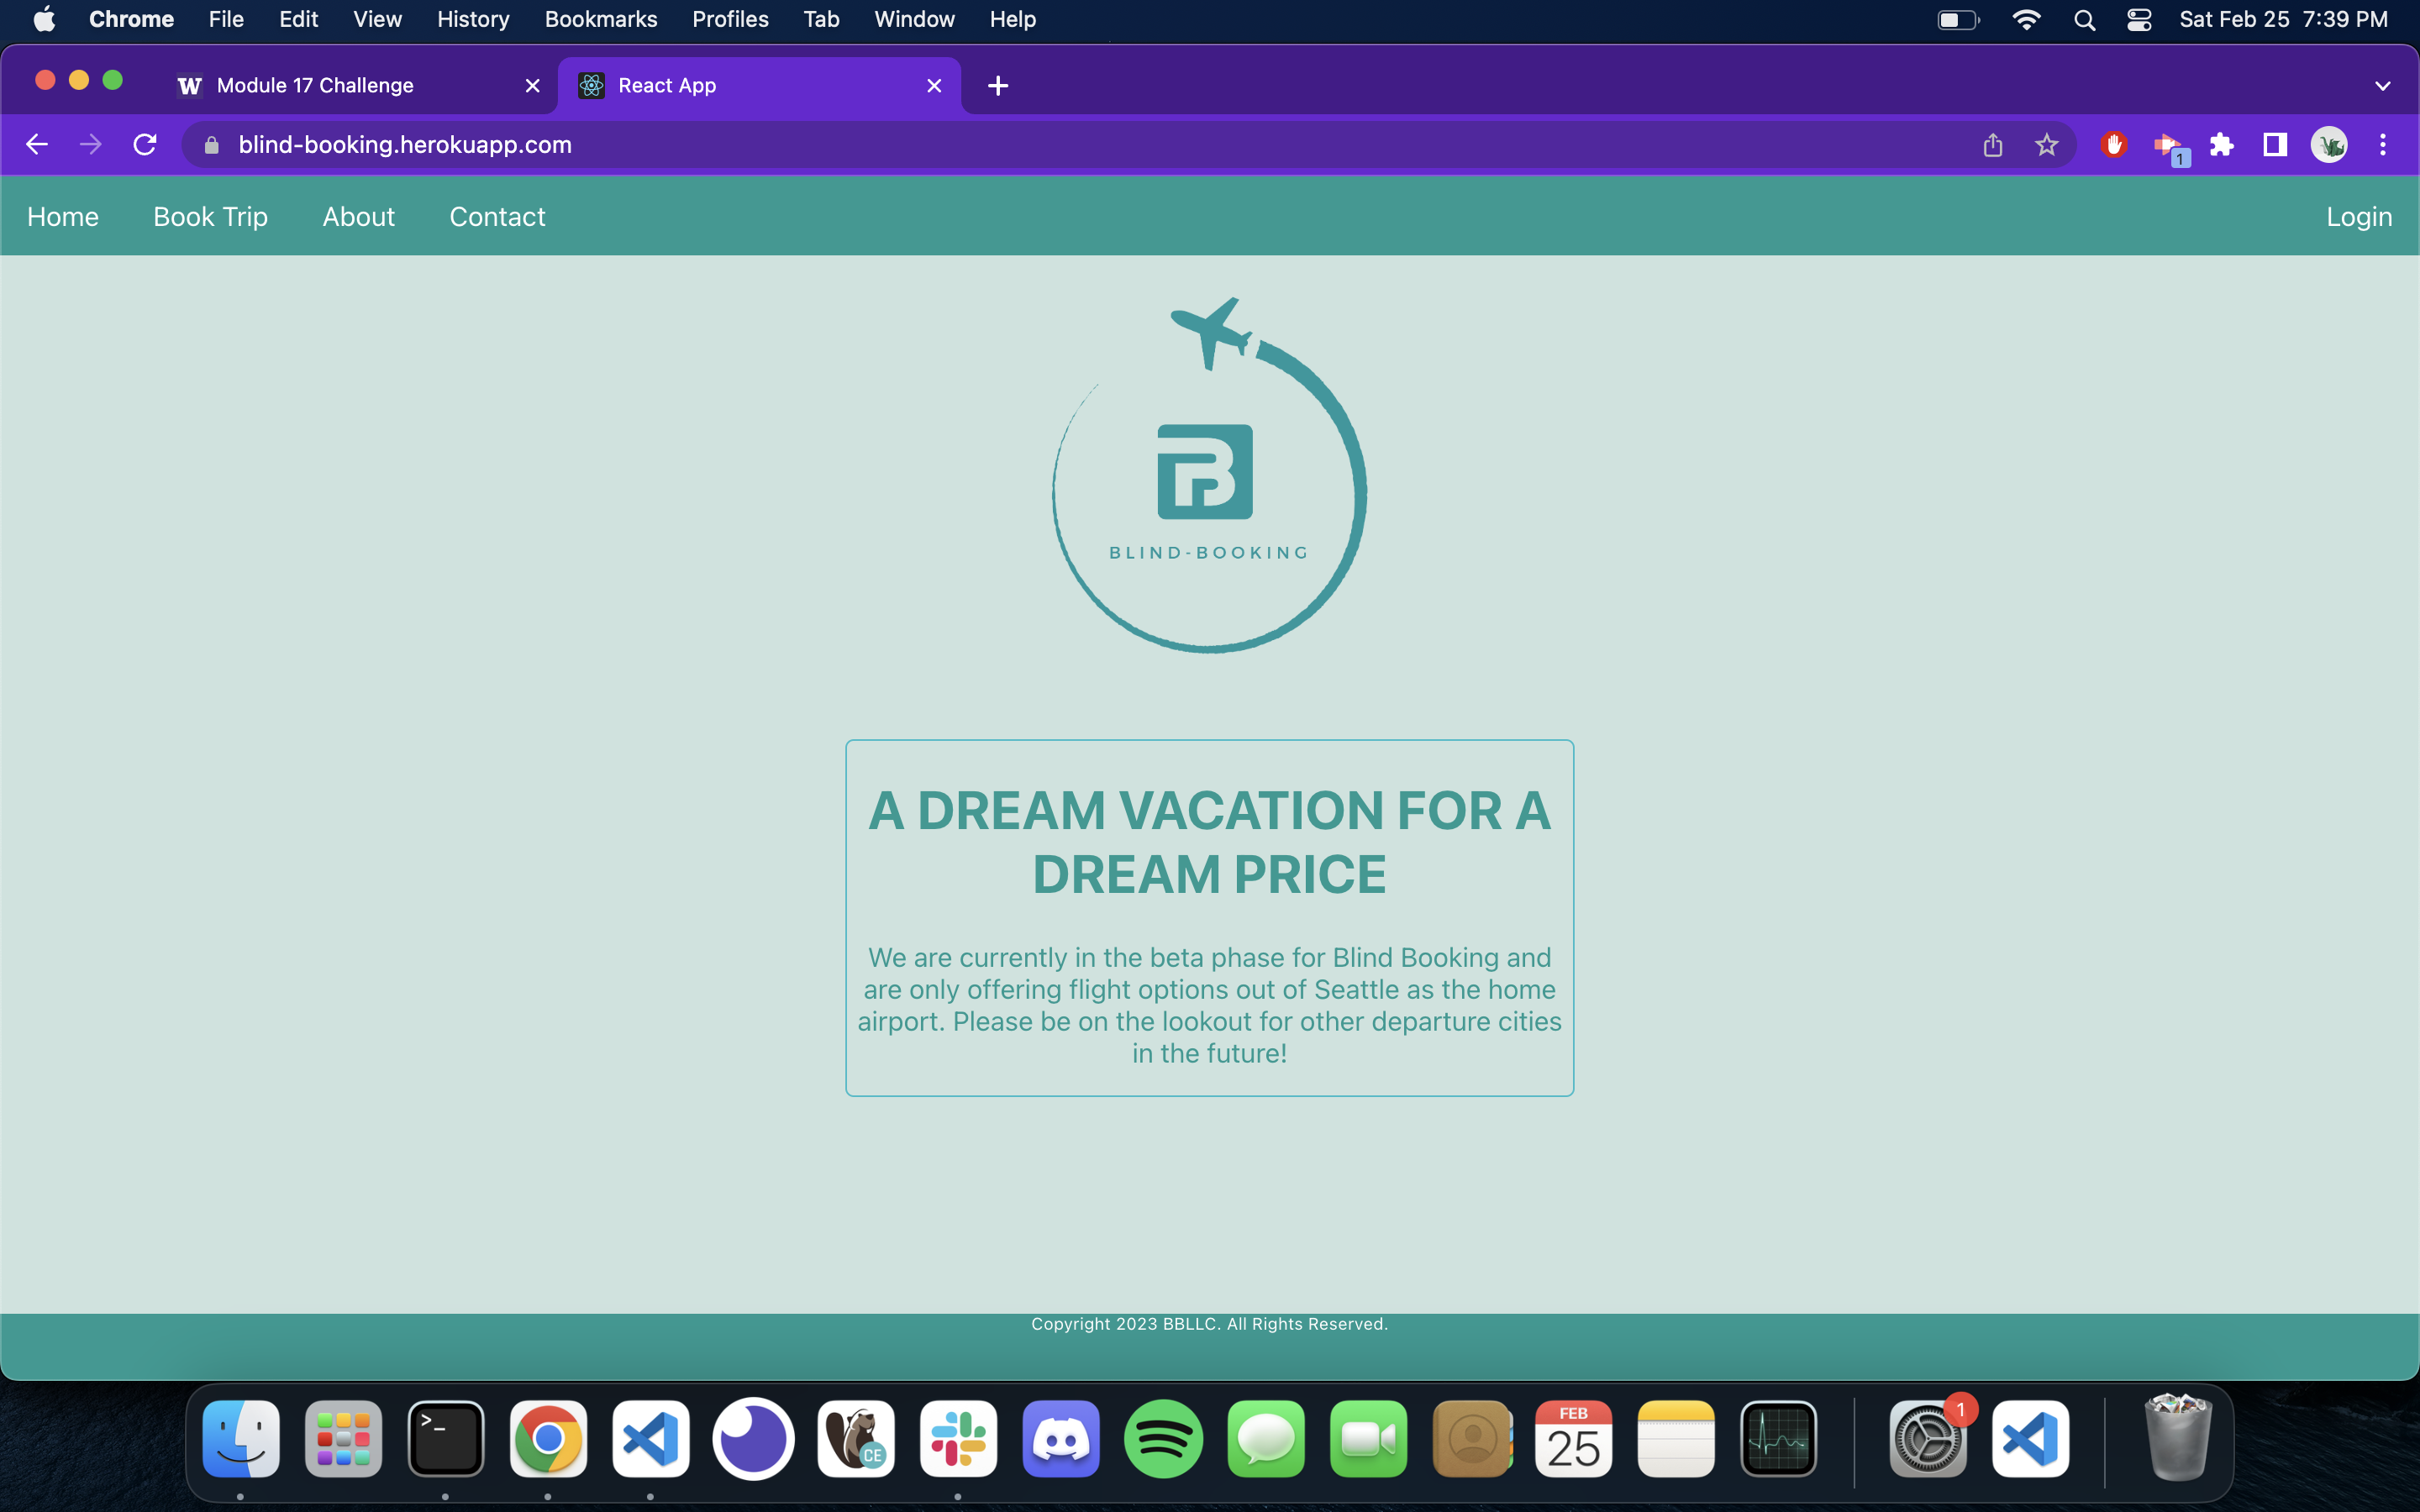 Chrome File Edit View History Bookmarks Profiles Tab Window Help Sat Feb 25 7:39 PM
W Module 17 Challenge React App
blind-booking.herokuapp.com 1
Home Book Trip About Contact Login
B
BLIND-BOOKING
A DREAM VACATION FOR A
DREAM PRICE
We are currently in the beta phase for Blind Booking and
are only offering flight options out of Seattle as the home
airport. Please be on the lookout for other departure cities
in the future!
Copyright 2023 BBLLC. All Rights Reserved.
>_ CE FEB 25 1